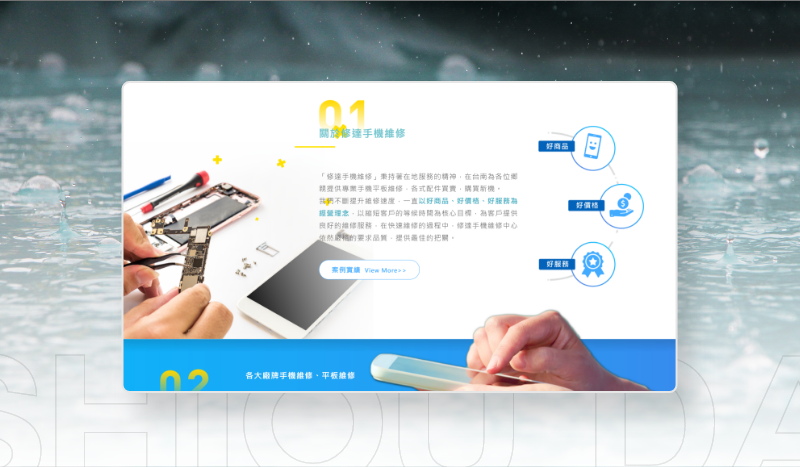 01
關於修達手機維修
「修達手機維修」秉持著在地服務的精神，在台南為各位鄉
親提供專業手機平板維修、各式配件買賣，購買新機。
我們不斷提升維修速度，一直以好商品、好價格、好服務為
經營理念，以縮短客戶的等候時間為核心目標，為客戶提供
良好的維修服務，在快速維修的過程中，修達手機維修中心
依然嚴格的要求品質，提供最佳的把關。
案例實績 View More>>
好商品
好價格
好服務
02
各大廠牌手機維修、平板維修
SHIOU DA